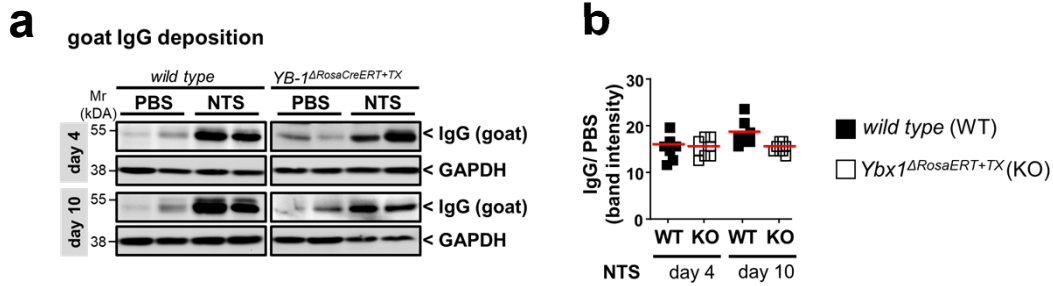 a
goat IgG deposition
wild type YB-1ΔRosaCreERT+TX
Mr
(kDA)
PBS NTS PBS NTS
day 4
55
< IgG (goat)
38
< GAPDH
day 10
55
< IgG (goat)
38
< GAPDH
b
IgG/ PBS
(band intensity)
30
20
10
0
WT KO WT KO
NTS day 4 day 10
wild type (WT)
Ybx1ΔRosaERT+TX (KO)